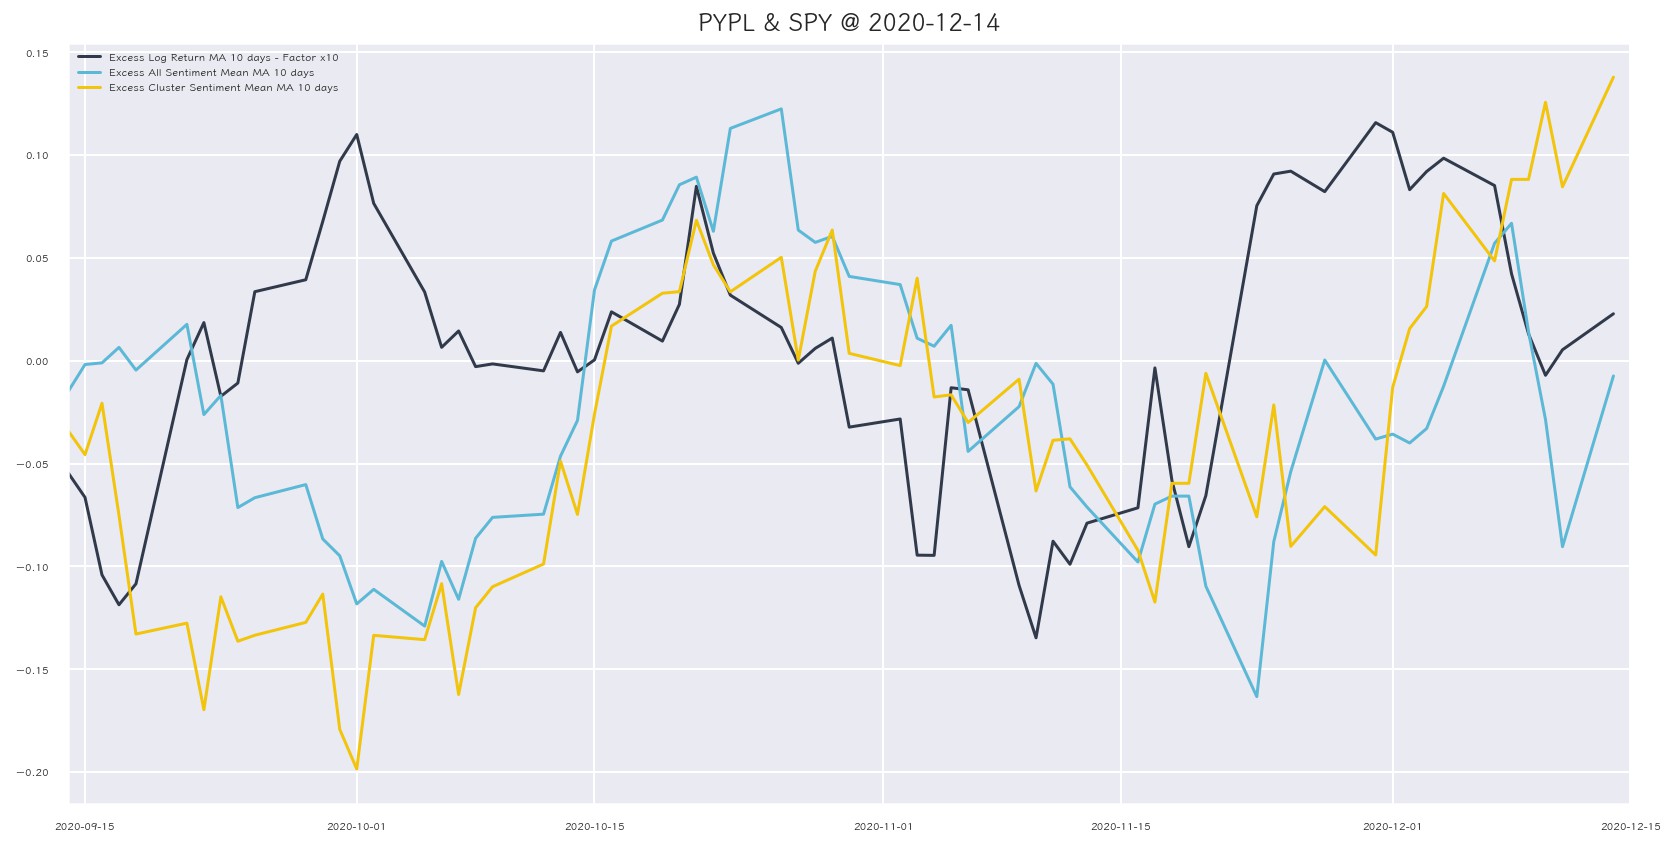 PYPL & SPY @ 2020-12-14
Excess Log Return MA 10 days - Factor x10
Excess All Sentiment Mean MA 10 days
Excess Cluster Sentiment Mean MA 10 days
0.15
0.10
0.05
0.00
−0.05
−0.10
−0.15
−0.20
2020-09-15 2020-10-01 2020-10-15 2020-11-01 2020-11-15 2020-12-01 2020-12-15